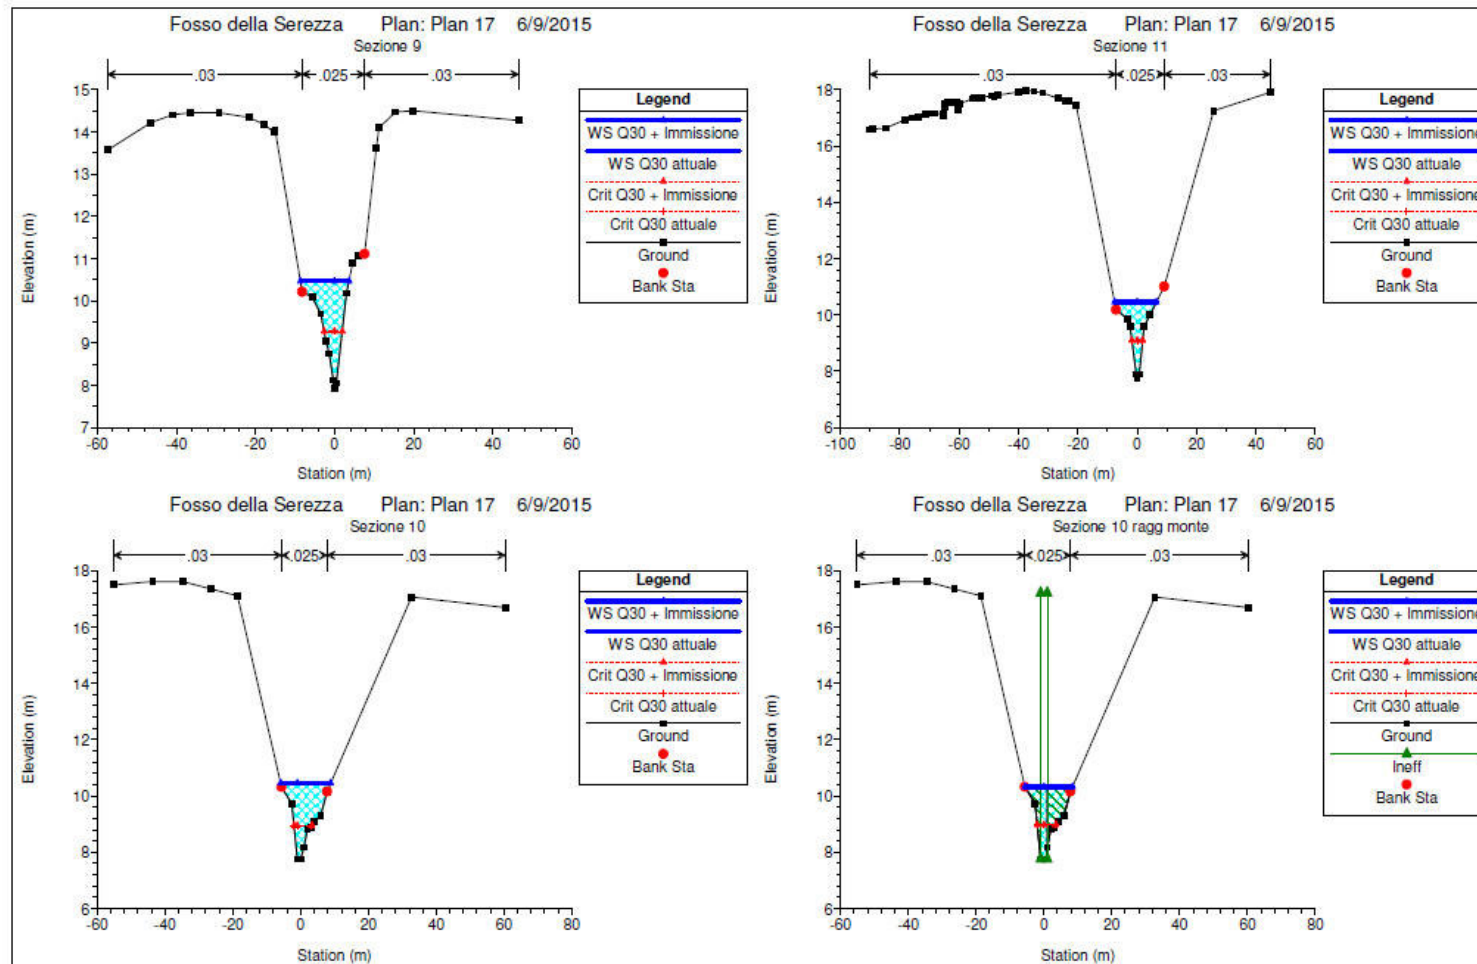 Fosso della Serezza Plan: Plan 17 6/9/2015
Sezione 9
.03 .025 .03
15
14
13
12
11
10
9
8
7
Elevation (m)
-60 -40 -20 0 20 40 60
Station (m)
Legend
WS Q30 + Immissione
WS Q30 attuale
Crit Q30 + Immissione
Crit Q30 attuale
Ground
Bank Sta
Fosso della Serezza Plan: Plan 17 6/9/2015
Sezione 11
.03 .025 .03
18
16
14
12
10
8
6
Elevation (m)
-100 -80 -60 -40 -20 0 20 40 60
Station (m)
Legend
WS Q30 + Immissione
WS Q30 attuale
Crit Q30 + Immissione
Crit Q30 attuale
Ground
Bank Sta
Fosso della Serezza Plan: Plan 17 6/9/2015
Sezione 10
.03 .025 .03
18
16
14
12
10
8
6
Elevation (m)
-60 -40 -20 0 20 40 60 80
Station (m)
Legend
WS Q30 + Immissione
WS Q30 attuale
Crit Q30 + Immissione
Crit Q30 attuale
Ground
Bank Sta
Fosso della Serezza Plan: Plan 17 6/9/2015
Sezione 10 ragg monte
.03 .025 .03
18
16
14
12
10
8
6
Elevation (m)
-60 -40 -20 0 20 40 60 80
Station (m)
Legend
WS Q30 + Immissione
WS Q30 attuale
Crit Q30 + Immissione
Crit Q30 attuale
Ground
Ineff
Bank Sta